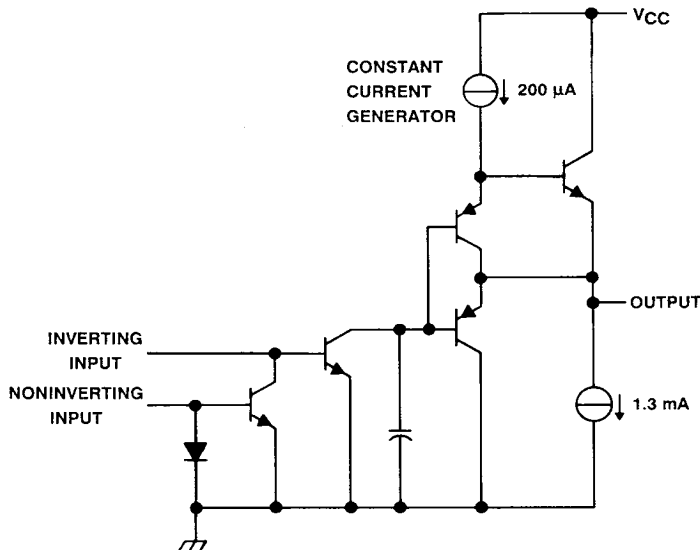 VCC
CONSTANT
CURRENT
GENERATOR
200 µA
OUTPUT
INVERTING
INPUT
NONINVERTING
INPUT
1.3 mA